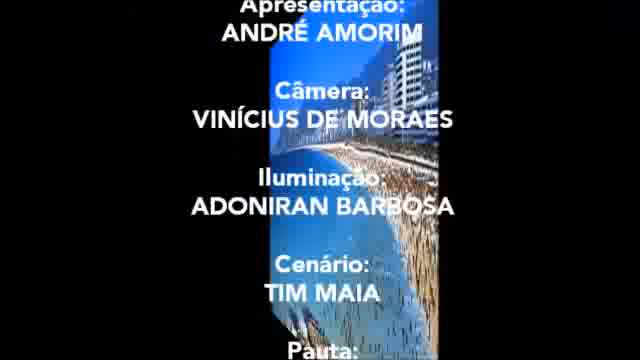 Apresentação:
ANDRÉ AMORIM
Câmera:
VINÍCIUS DE MORAES
Iluminação:
ADONIRAN BARBOSA
Cenário:
TIM MAIA
Pauta: